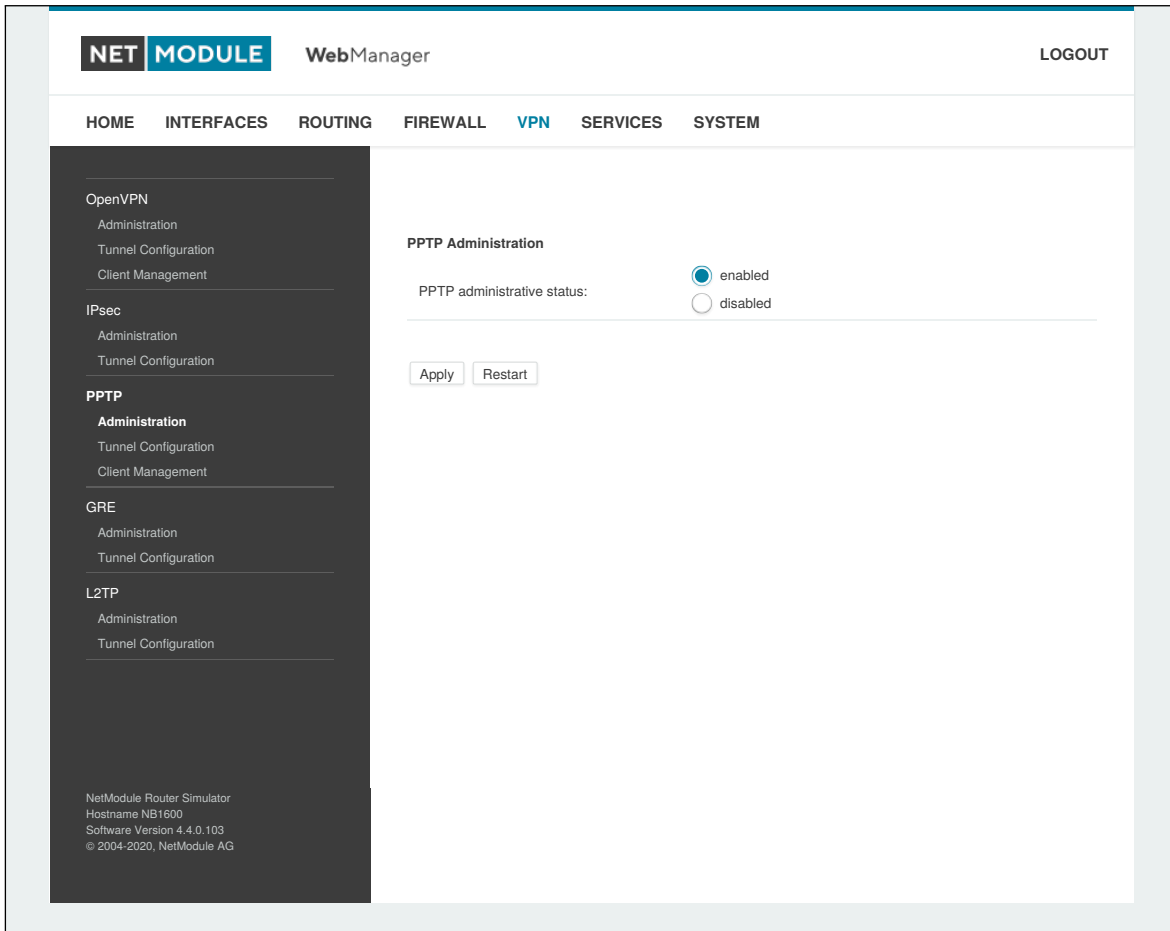 NET MODULE WebManager LOGOUT
HOME INTERFACES ROUTING FIREWALL VPN SERVICES SYSTEM
OpenVPN
Administration
Tunnel Configuration
Client Management
IPsec
Administration
Tunnel Configuration
PPTP
Administration
Tunnel Configuration
Client Management
GRE
Administration
Tunnel Configuration
L2TP
Administration
Tunnel Configuration
NetModule Router Simulator
Hostname NB1600
Software Version 4.4.0.103
© 2004-2020, NetModule AG
PPTP Administration
PPTP administrative status:
enabled
disabled
Apply Restart